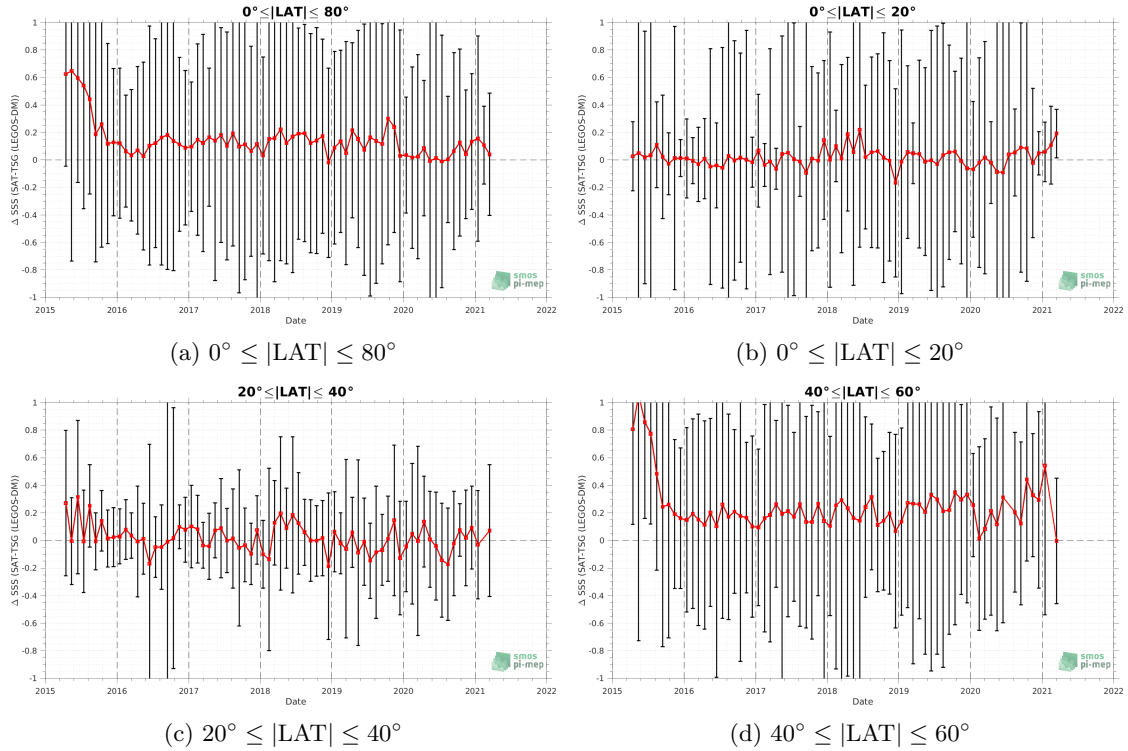 0°≤|LAT|≤ 80°
1
0.8
0.6
0.4
0.2
0
-0.2
-0.4
-0.6
-0.8
-1
Δ SSS (SAT-TSG (LEGOS-DM))
2015 2016 2017 2018 2019 2020 2021 2022
Date
smos
pi-mep
(a) 0° ≤ |LAT| ≤ 80°
0°≤|LAT|≤ 20°
1
0.8
0.6
0.4
0.2
0
-0.2
-0.4
-0.6
-0.8
-1
Δ SSS (SAT-TSG (LEGOS-DM))
2015 2016 2017 2018 2019 2020 2021 2022
Date
smos
pi-mep
(b) 0° ≤ |LAT| ≤ 20°
20°≤|LAT|≤ 40°
1
0.8
0.6
0.4
0.2
0
-0.2
-0.4
-0.6
-0.8
-1
Δ SSS (SAT-TSG (LEGOS-DM))
2015 2016 2017 2018 2019 2020 2021 2022
Date
smos
pi-mep
(c) 20° ≤ |LAT| ≤ 40°
40°≤|LAT|≤ 60°
1
0.8
0.6
0.4
0.2
0
-0.2
-0.4
-0.6
-0.8
-1
Δ SSS (SAT-TSG (LEGOS-DM))
2015 2016 2017 2018 2019 2020 2021 2022
Date
smos
pi-mep
(d) 40° ≤ |LAT| ≤ 60°